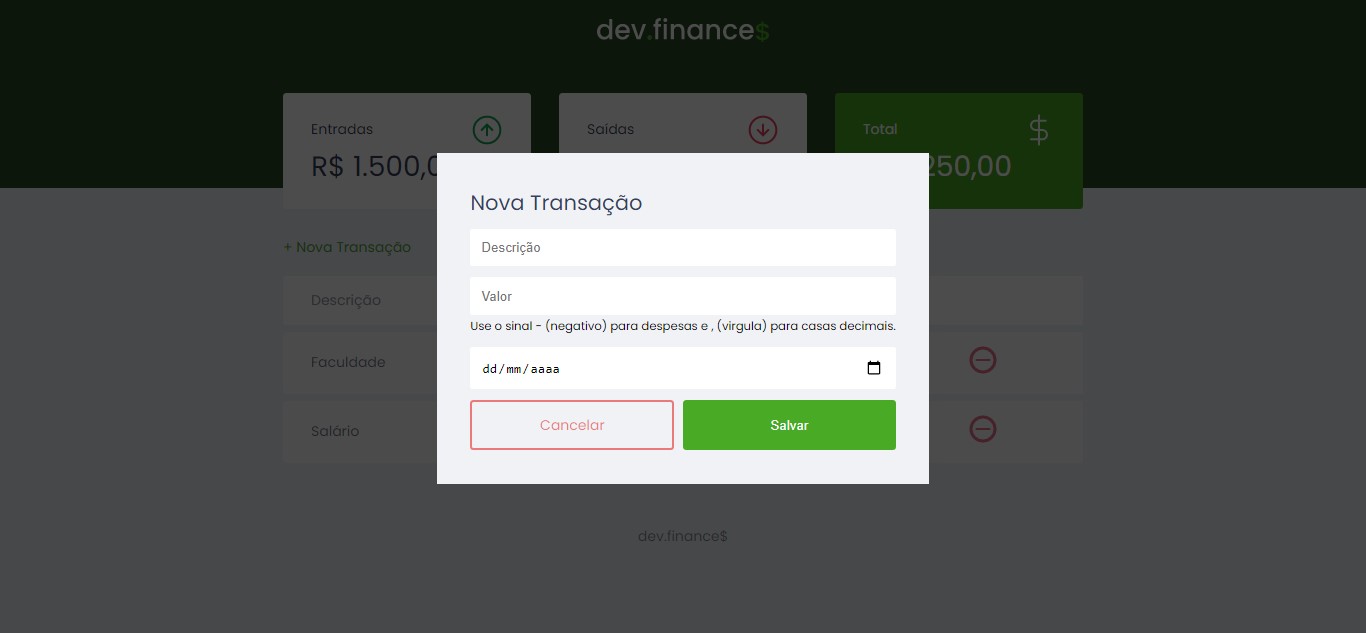 dev.finance$
Entradas
Saídas
Total
R$ 1.500,0
250,00
Nova Transação
+ Nova Transação
Descrição
Descrição
Valor
Use o sinal - (negativo) para despesas e , (virgula) para casas decimais.
Faculdade
dd/mm/aaaa
Cancelar
Salvar
Salário
dev.finance$